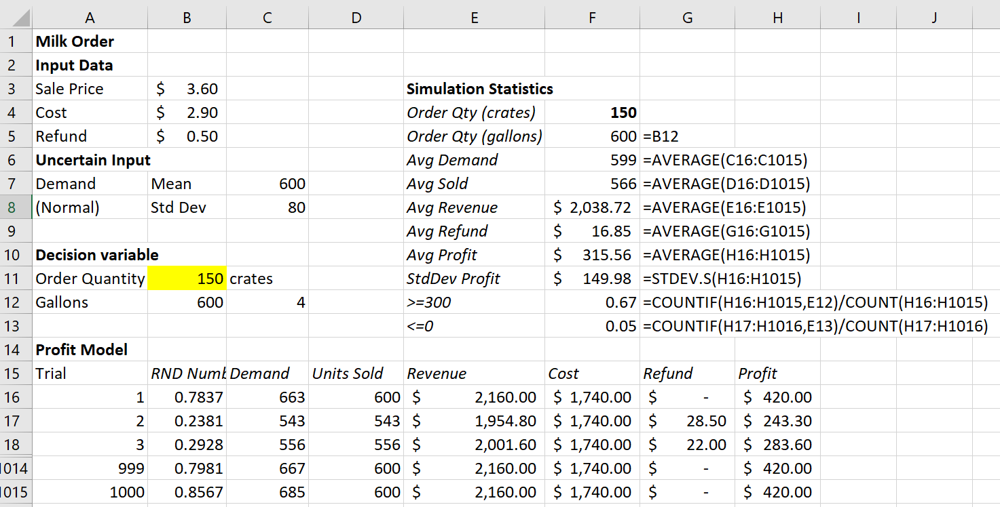 A B C D E F G H I J
1 Milk Order
2 Input Data
3 Sale Price $ 3.60 Simulation Statistics
4 Cost $ 2.90 Order Qty (crates) 150
5 Refund $ 0.50 Order Qty (gallons) 600 =B12
6 Uncertain Input Avg Demand 599 =AVERAGE(C16:C1015)
7 Demand Mean 600 Avg Sold 566 =AVERAGE(D16:D1015)
8 (Normal) Std Dev 80 Avg Revenue $ 2,038.72 =AVERAGE(E16:E1015)
9 Avg Refund $ 16.85 =AVERAGE(G16:G1015)
10 Decision variable Avg Profit $ 315.56 =AVERAGE(H16:H1015)
11 Order Quantity 150 crates StdDev Profit $ 149.98 =STDEV.S(H16:H1015)
12 Gallons 600 4 >=300 0.67 =COUNTIF(H16:H1015,E12)/COUNT(H16:H1015)
13 <=0 0.05 =COUNTIF(H17:H1016,E13)/COUNT(H17:H1016)
14 Profit Model
15 Trial RND Numb Demand Units Sold Revenue Cost Refund Profit
16 1 0.7837 663 600 $ 2,160.00 $ 1,740.00 $ - $ 420.00
17 2 0.2381 543 543 $ 1,954.80 $ 1,740.00 $ 28.50 $ 243.30
18 3 0.2928 556 556 $ 2,001.60 $ 1,740.00 $ 22.00 $ 283.60
1014 999 0.7981 667 600 $ 2,160.00 $ 1,740.00 $ - $ 420.00
1015 1000 0.8567 685 600 $ 2,160.00 $ 1,740.00 $ - $ 420.00